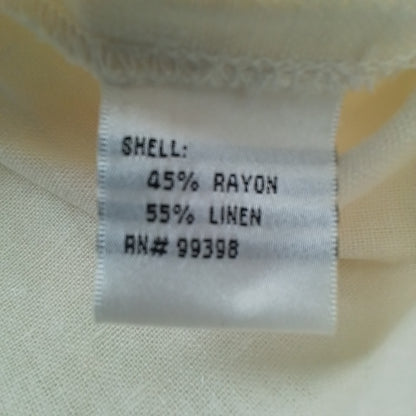 SHELL:
45% RAYON
55% LINEN
RN# 99398